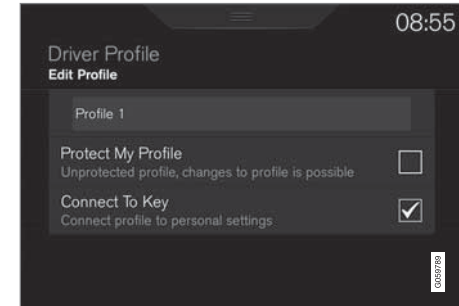 08:55
Driver Profile
Edit Profile
Profile 1
Protect My Profile
Unprotected profile, changes to profile is possible
Connect To Key
Connect profile to personal settings
G059789